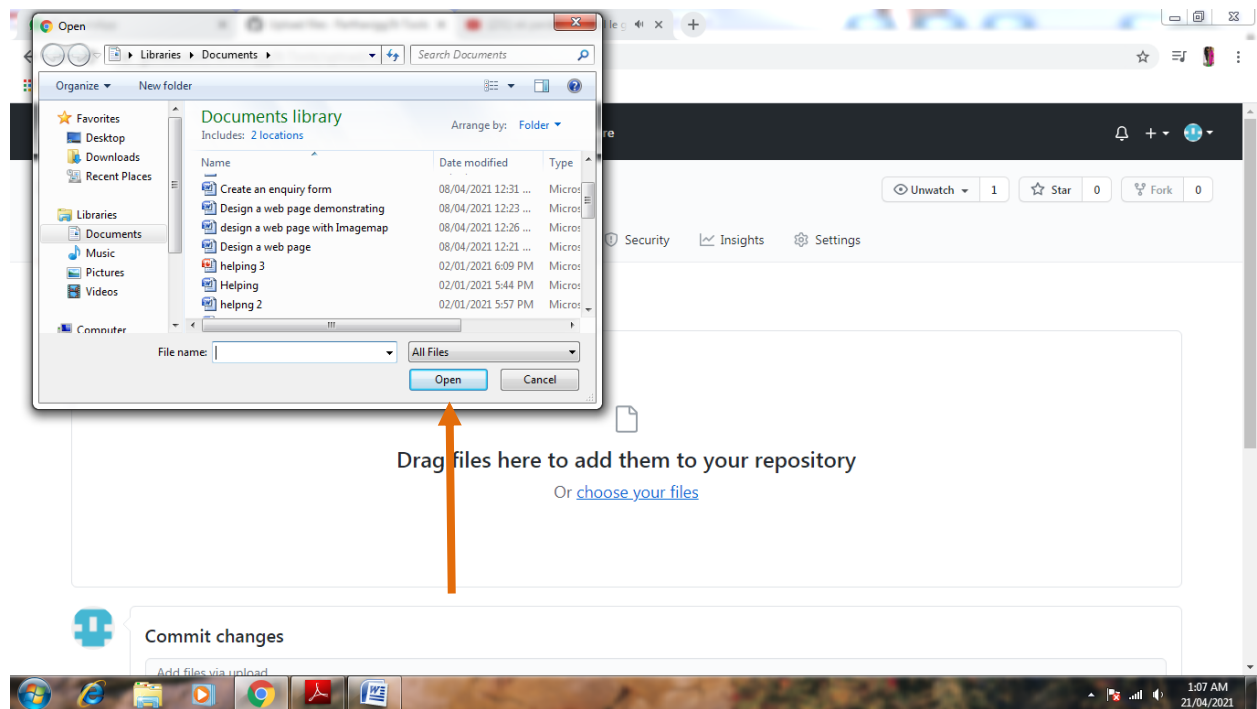 Open
Libraries ▸ Documents ▸
Search Documents
Organize
New folder
Favorites
Desktop
Downloads
Recent Places
Libraries
Documents
Music
Pictures
Videos
Computer
Documents library
Includes: 2 locations
Arrange by: Folder
Name Date modified Type
Create an enquiry form 08/04/2021 12:31 ... Micros
Design a web page demonstrating 08/04/2021 12:23 ... Micros
design a web page with Imagemap 08/04/2021 12:26 ... Micros
Design a web page 08/04/2021 12:21 ... Micros
helping 3 02/01/2021 6:09 PM Micros
Helping 02/01/2021 5:44 PM Micros
helpng 2 02/01/2021 5:57 PM Micros
File name:
All Files
Open Cancel
re
Unwatch 1 Star 0 Fork 0
Security Insights Settings
Drag files here to add them to your repository
Or choose your files
Commit changes
Add files via upload
1:07 AM
21/04/2021